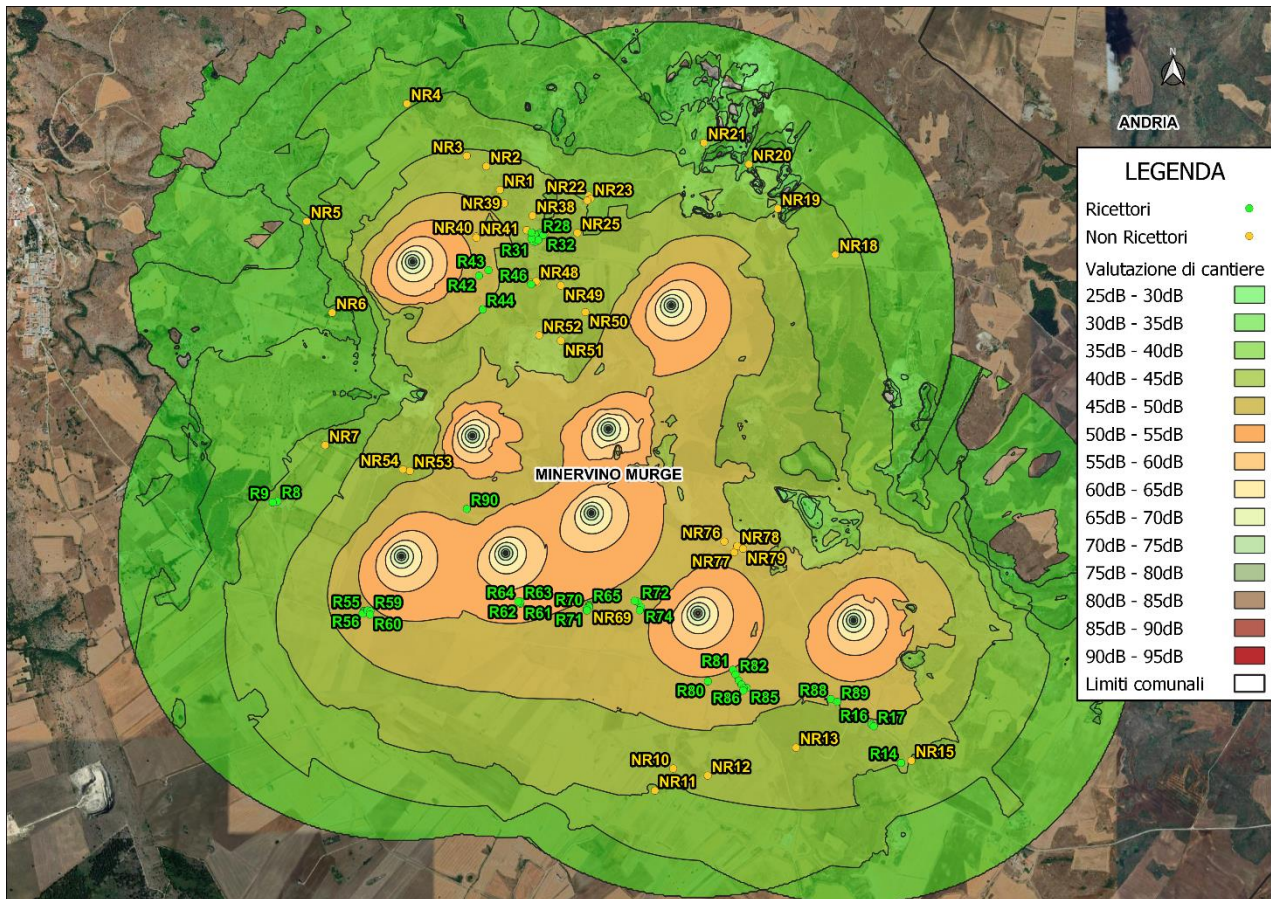 N
ANDRIA
LEGENDA
Ricettori
Non Ricettori
Valutazione di cantiere
25dB - 30dB
30dB - 35dB
35dB - 40dB
40dB - 45dB
45dB - 50dB
50dB - 55dB
55dB - 60dB
60dB - 65dB
65dB - 70dB
70dB - 75dB
75dB - 80dB
80dB - 85dB
85dB - 90dB
90dB - 95dB
Limiti comunali
NR4
NR21
NR3
NR2
NR20
NR1
NR22
NR23
NR39
NR19
NR5
NR38
R28
NR40
NR41
NR25
R31
R32
NR18
R43
R42
R46
NR48
NR49
R44
NR6
NR50
NR52
NR51
NR7
NR54
NR53
MINERVINO MURGE
R9
R8
R90
NR76
NR78
NR77
NR79
R64
R63
R70
R65
R72
R55
R59
R62
R61
R71
NR69
R74
R56
R60
R81
R82
R80
R86
R85
R88
R89
R16
R17
NR13
R14
NR15
NR10
NR12
NR11